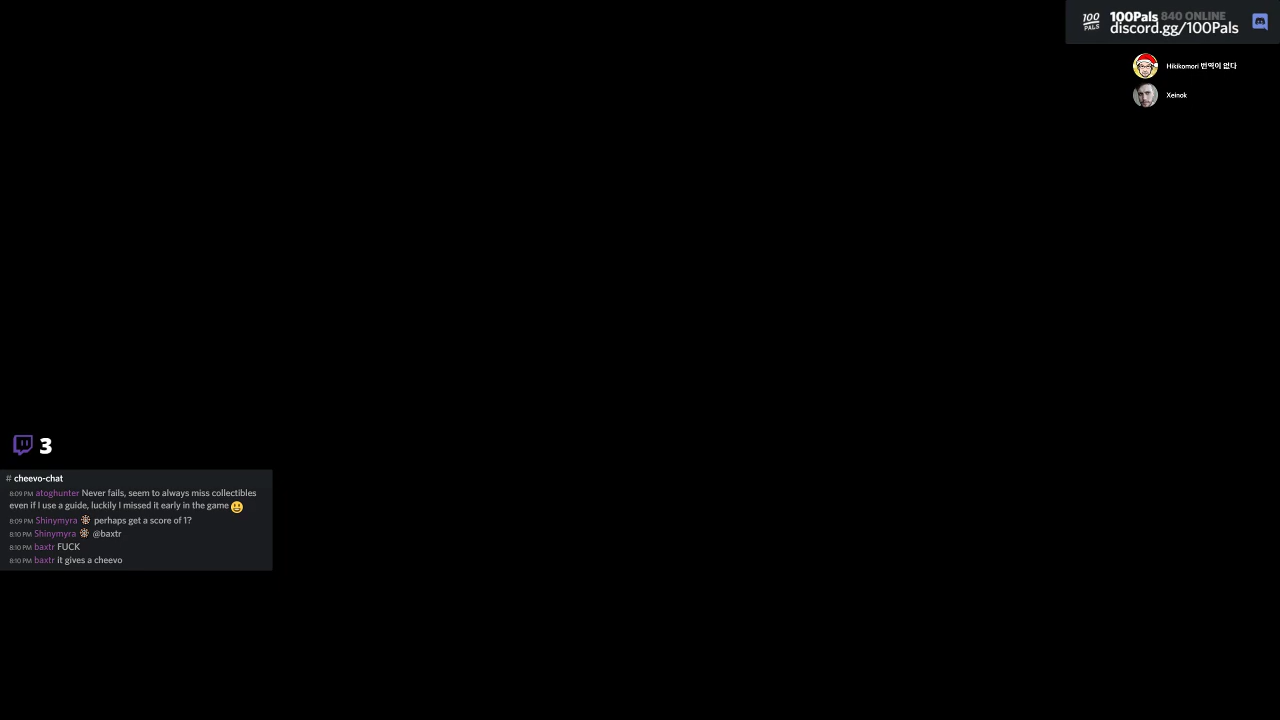 100 PALS
100Pals 840 ONLINE
discord.gg/100Pals
Hikikomori 번역이 없다
Xeinok
3
# cheevo-chat
8:09 PM atoghunter Never fails, seem to always miss collectibles
even if I use a guide, luckily I missed it early in the game
8:09 PM Shinymyra perhaps get a score of 1?
8:10 PM Shinymyra @baxtr
8:10 PM baxtr FUCK
8:10 PM baxtr it gives a cheevo